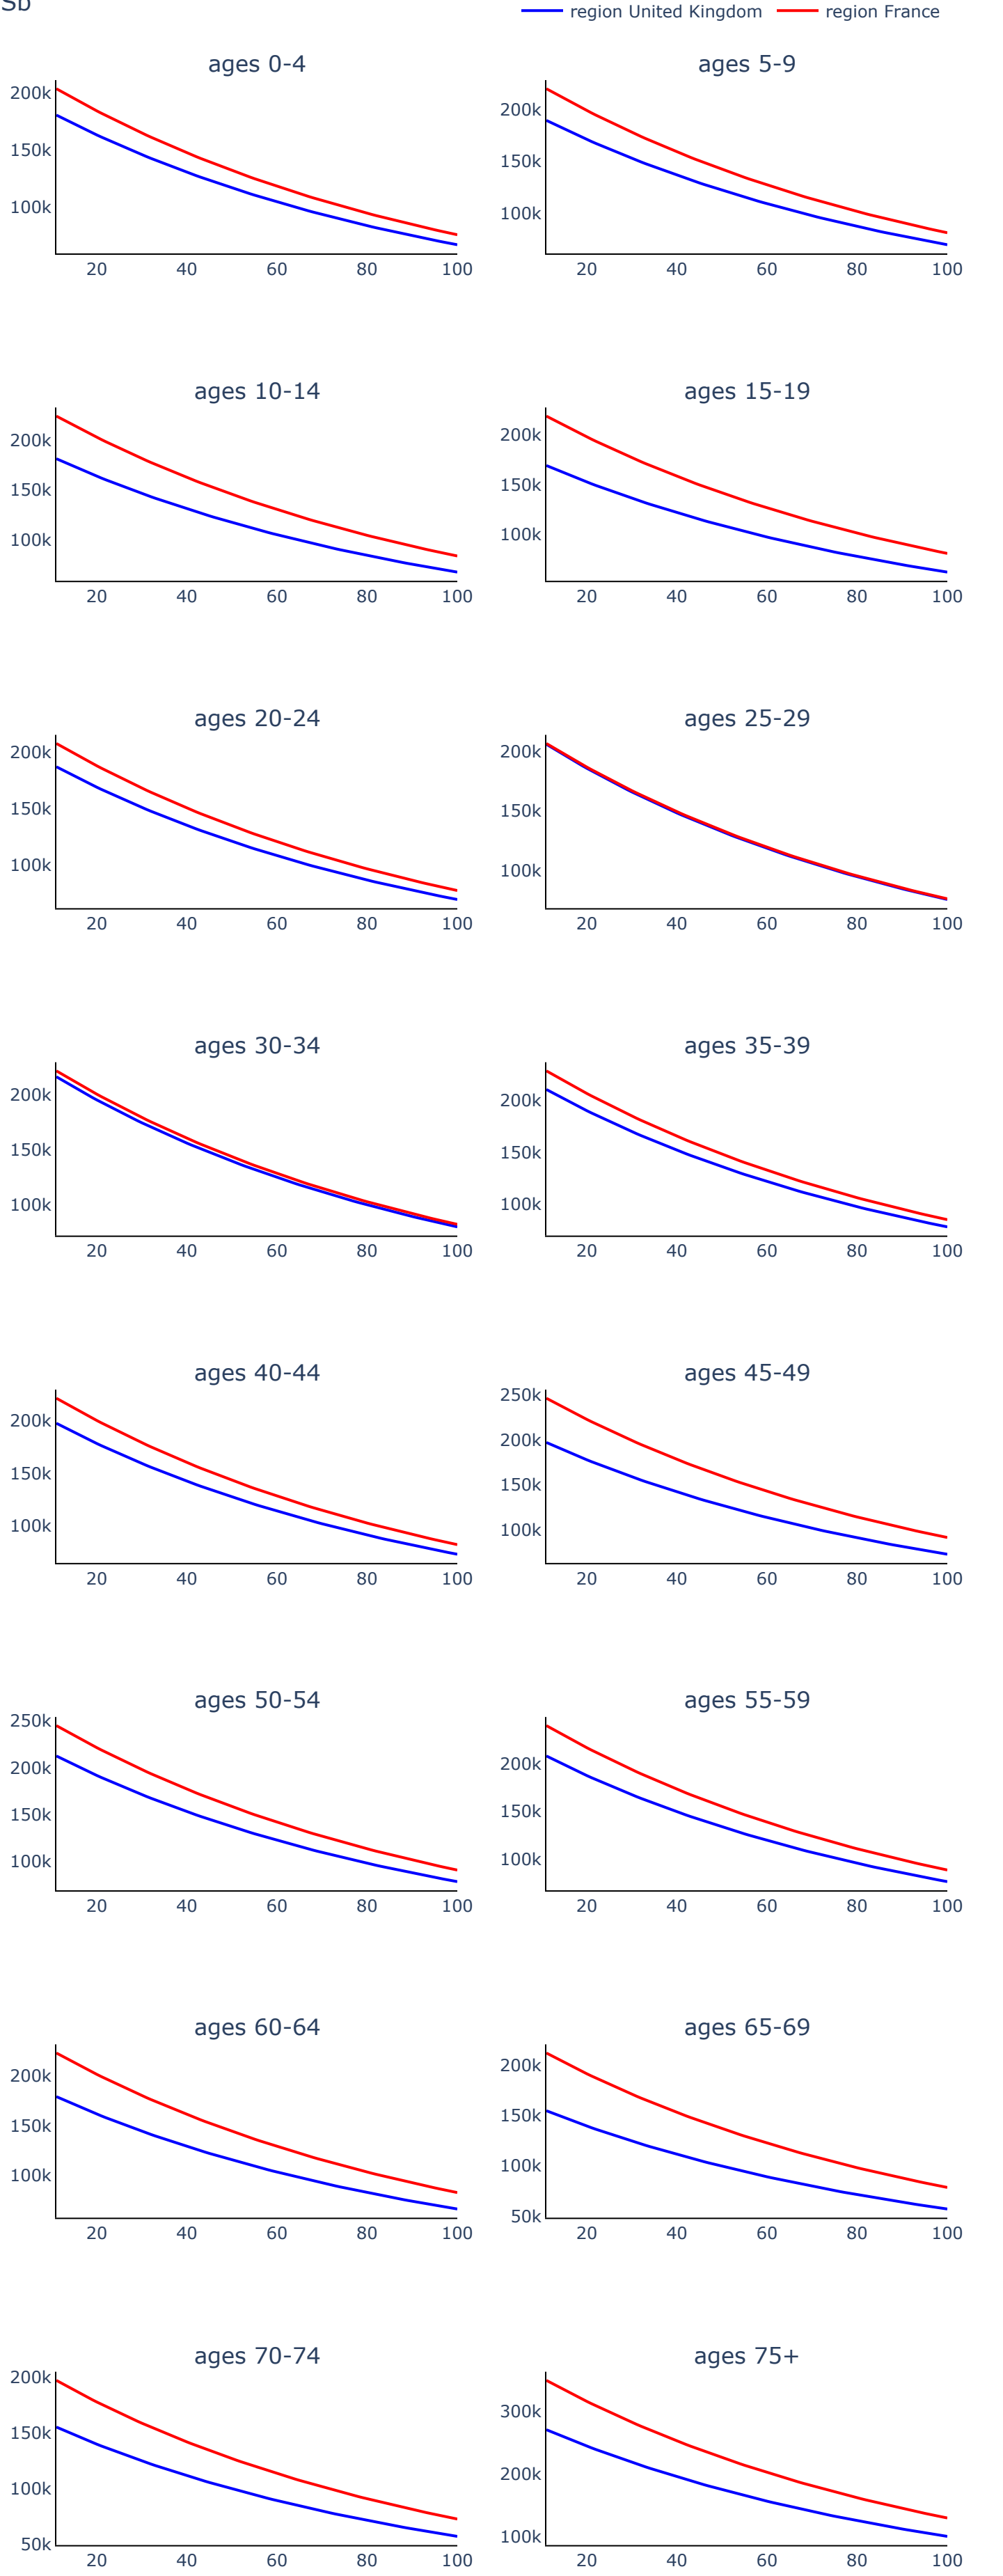 Sb
region United Kingdom region France
ages 0-4 ages 5-9
200k
150k
100k
20 40 60 80 100
200k
150k
100k
20 40 60 80 100
ages 10-14 ages 15-19
200k
150k
100k
20 40 60 80 100
200k
150k
100k
20 40 60 80 100
ages 20-24 ages 25-29
200k
150k
100k
20 40 60 80 100
200k
150k
100k
20 40 60 80 100
ages 30-34 ages 35-39
200k
150k
100k
20 40 60 80 100
200k
150k
100k
20 40 60 80 100
ages 40-44 ages 45-49
200k
150k
100k
20 40 60 80 100
250k
200k
150k
100k
20 40 60 80 100
ages 50-54 ages 55-59
250k
200k
150k
100k
20 40 60 80 100
200k
150k
100k
20 40 60 80 100
ages 60-64 ages 65-69
200k
150k
100k
20 40 60 80 100
200k
150k
100k
50k
20 40 60 80 100
ages 70-74 ages 75+
200k
150k
100k
50k
20 40 60 80 100
300k
200k
100k
20 40 60 80 100